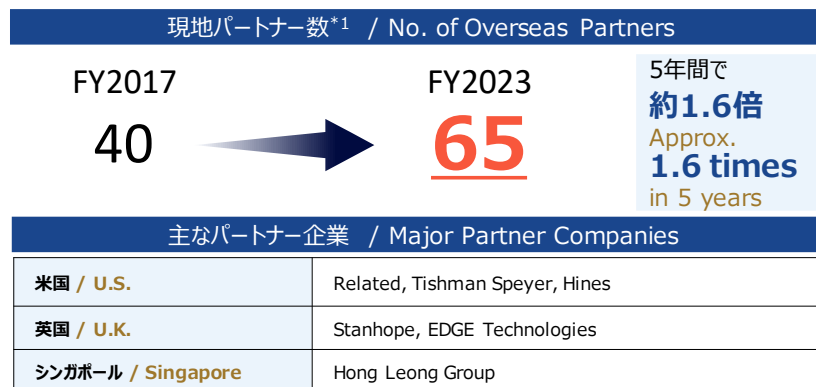 現地パートナー数*1 / No. of Overseas Partners
FY2017
40
FY2023
65
5年間で
約1.6倍
Approx.
1.6 times
in 5 years
主なパートナー企業 / Major Partner Companies
米国 / U.S. Related, Tishman Speyer, Hines
英国 / U.K. Stanhope, EDGE Technologies
シンガポール / Singapore Hong Leong Group